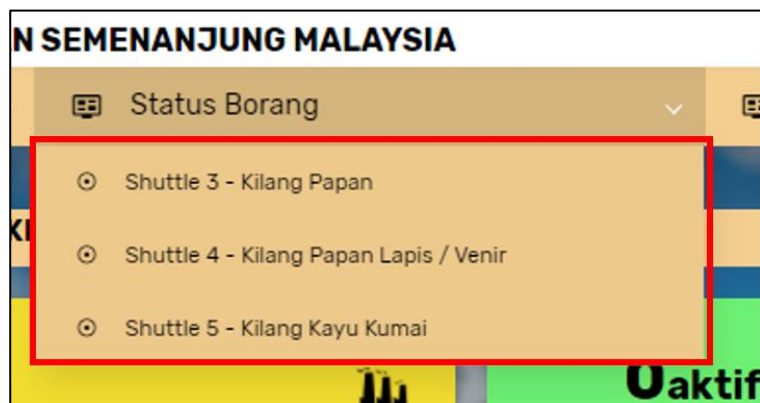 N SEMENANJUNG MALAYSIA
Status Borang
Shuttle 3 - Kilang Papan
Shuttle 4 - Kilang Papan Lapis / Venir
Shuttle 5 - Kilang Kayu Kumai
0aktif